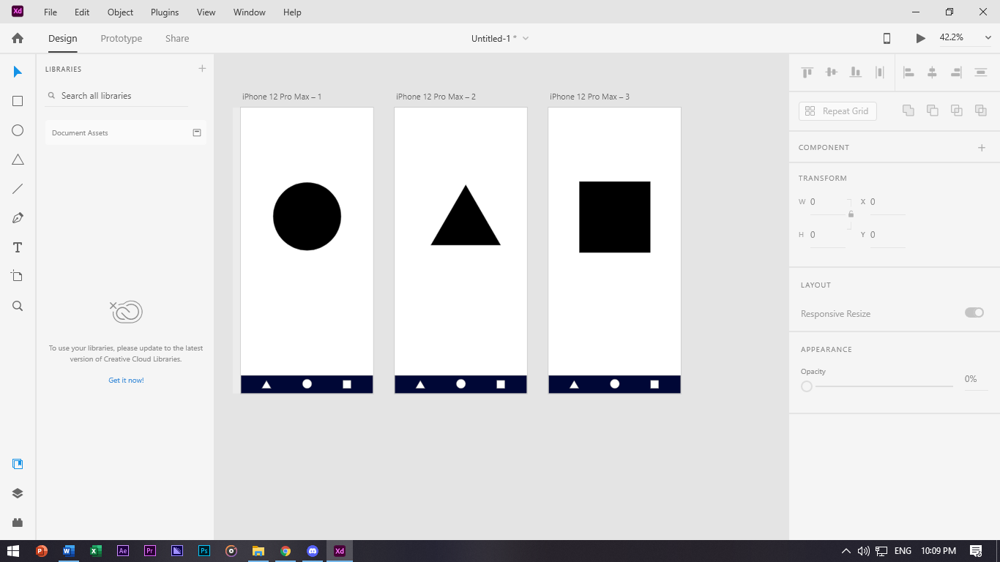 Xd File Edit Object Plugins View Window Help
Design Prototype Share Untitled-1 * 42.2%
LIBRARIES
Search all libraries
Document Assets
To use your libraries, please update to the latest
version of Creative Cloud Libraries.
Get it now!
iPhone 12 Pro Max – 1 iPhone 12 Pro Max – 2 iPhone 12 Pro Max – 3
Repeat Grid
COMPONENT
TRANSFORM
W 0 X 0
H 0 Y 0
LAYOUT
Responsive Resize
APPEARANCE
Opacity
0%
P W X Ae Pr Ps Xd ENG 10:09 PM